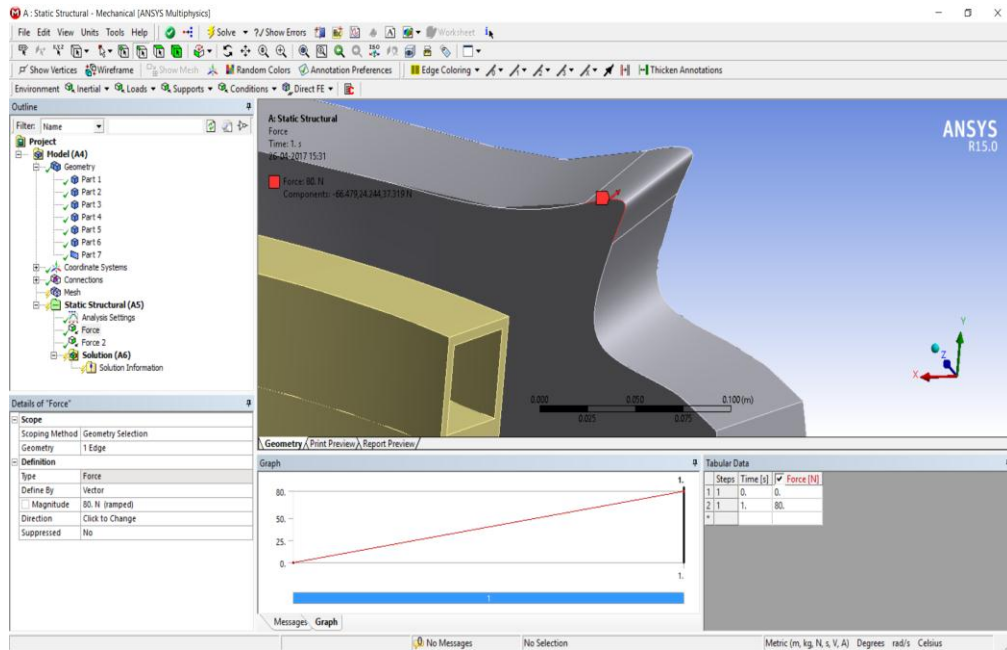 A : Static Structural - Mechanical [ANSYS Multiphysics]
File Edit View Units Tools Help Solve ?/ Show Errors Worksheet
Show Vertices Wireframe Show Mesh Random Colors Annotation Preferences Edge Coloring Thicken Annotations
Environment Inertial Loads Supports Conditions Direct FE
Outline
Filter: Name
Project
Model (A4)
Geometry
Part 1
Part 2
Part 3
Part 4
Part 5
Part 6
Part 7
Coordinate Systems
Connections
Mesh
Static Structural (A5)
Analysis Settings
Force
Force 2
Solution (A6)
Solution Information
Details of "Force"
Scope
Scoping Method Geometry Selection
Geometry 1 Edge
Definition
Type Force
Define By Vector
Magnitude 80. N (ramped)
Direction Click to Change
Suppressed No
A: Static Structural
Force
Time: 1. s
26-04-2017 15:31
Force: 80. N
Components: -66.479,24.244,37.319 N
ANSYS
R15.0
Y
Z
X
0.000 0.050 0.100 (m)
0.025 0.075
Geometry Print Preview Report Preview
Graph
1.
80.
50.
25.
0.
1.
1
Messages Graph
Tabular Data
Steps Time [s] Force [N]
1 1 0. 0.
2 1 1. 80.
*
No Messages No Selection Metric (m, kg, N, s, V, A) Degrees rad/s Celsius